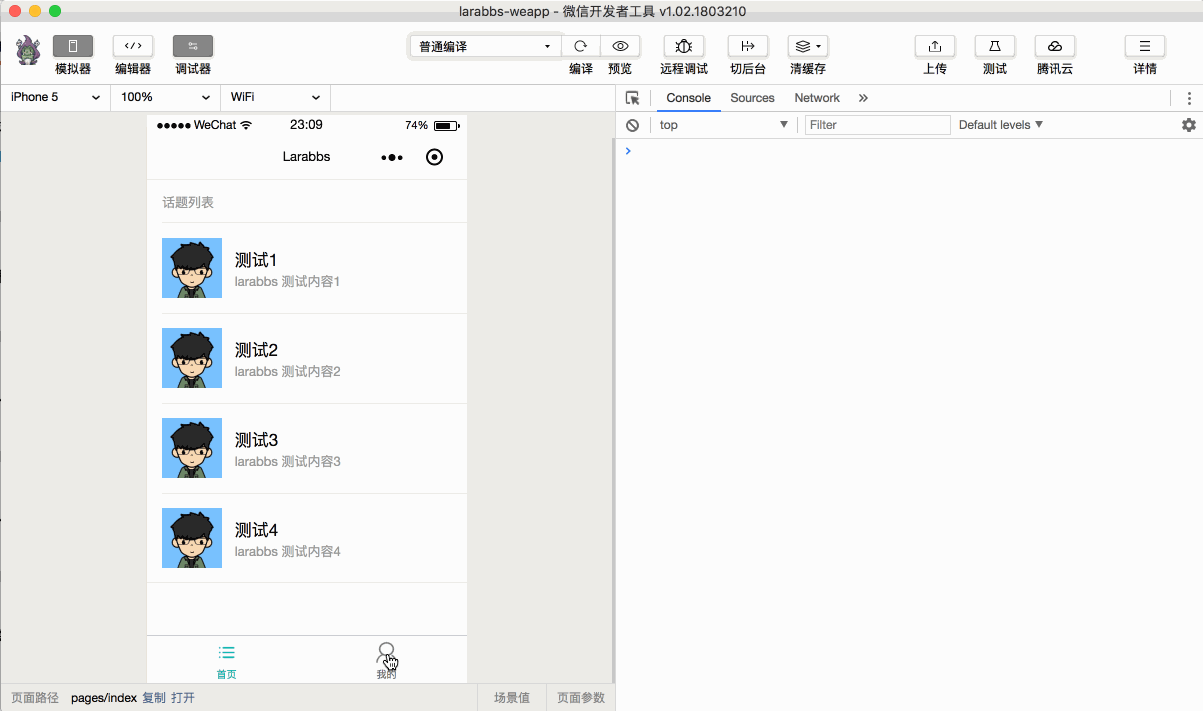 larabbs-weapp - 微信开发者工具 v1.02.1803210
普通编译
模拟器 编辑器 调试器 编译 预览 远程调试 切后台 清缓存 上传 测试 腾讯云 详情
iPhone 5 100% WiFi
Console Sources Network
top Filter Default levels
WeChat 23:09 74%
Larabbs
话题列表
测试1
larabbs 测试内容1
测试2
larabbs 测试内容2
测试3
larabbs 测试内容3
测试4
larabbs 测试内容4
首页 我的
页面路径 pages/index 复制 打开 场景值 页面参数